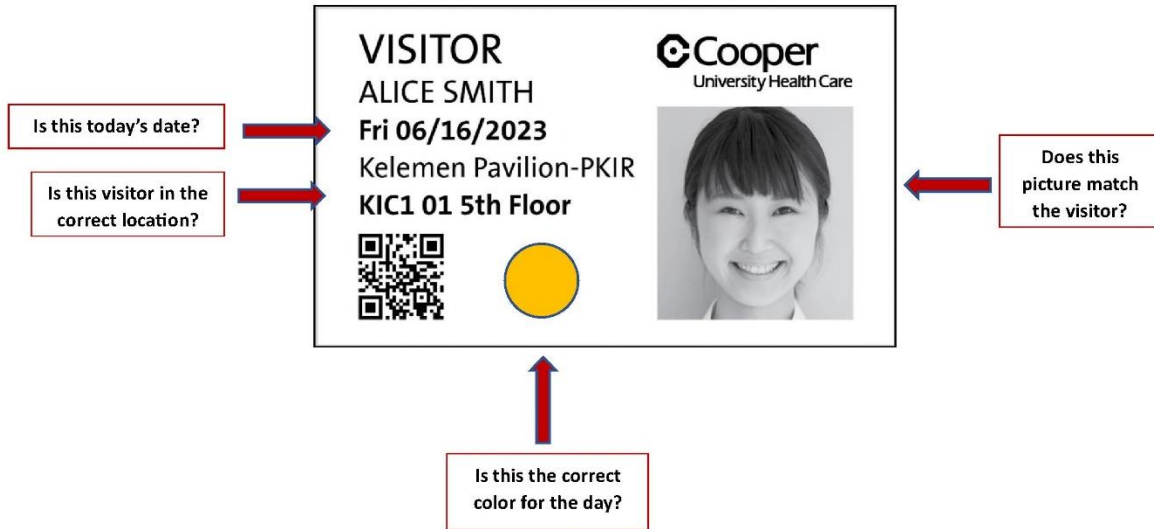 VISITOR
ALICE SMITH
Fri 06/16/2023
Kelemen Pavilion-PKIR
KIC1 01 5th Floor
Cooper
University Health Care
Is this today’s date?
Is this visitor in the
correct location?
Does this
picture match
the visitor?
Is this the correct
color for the day?